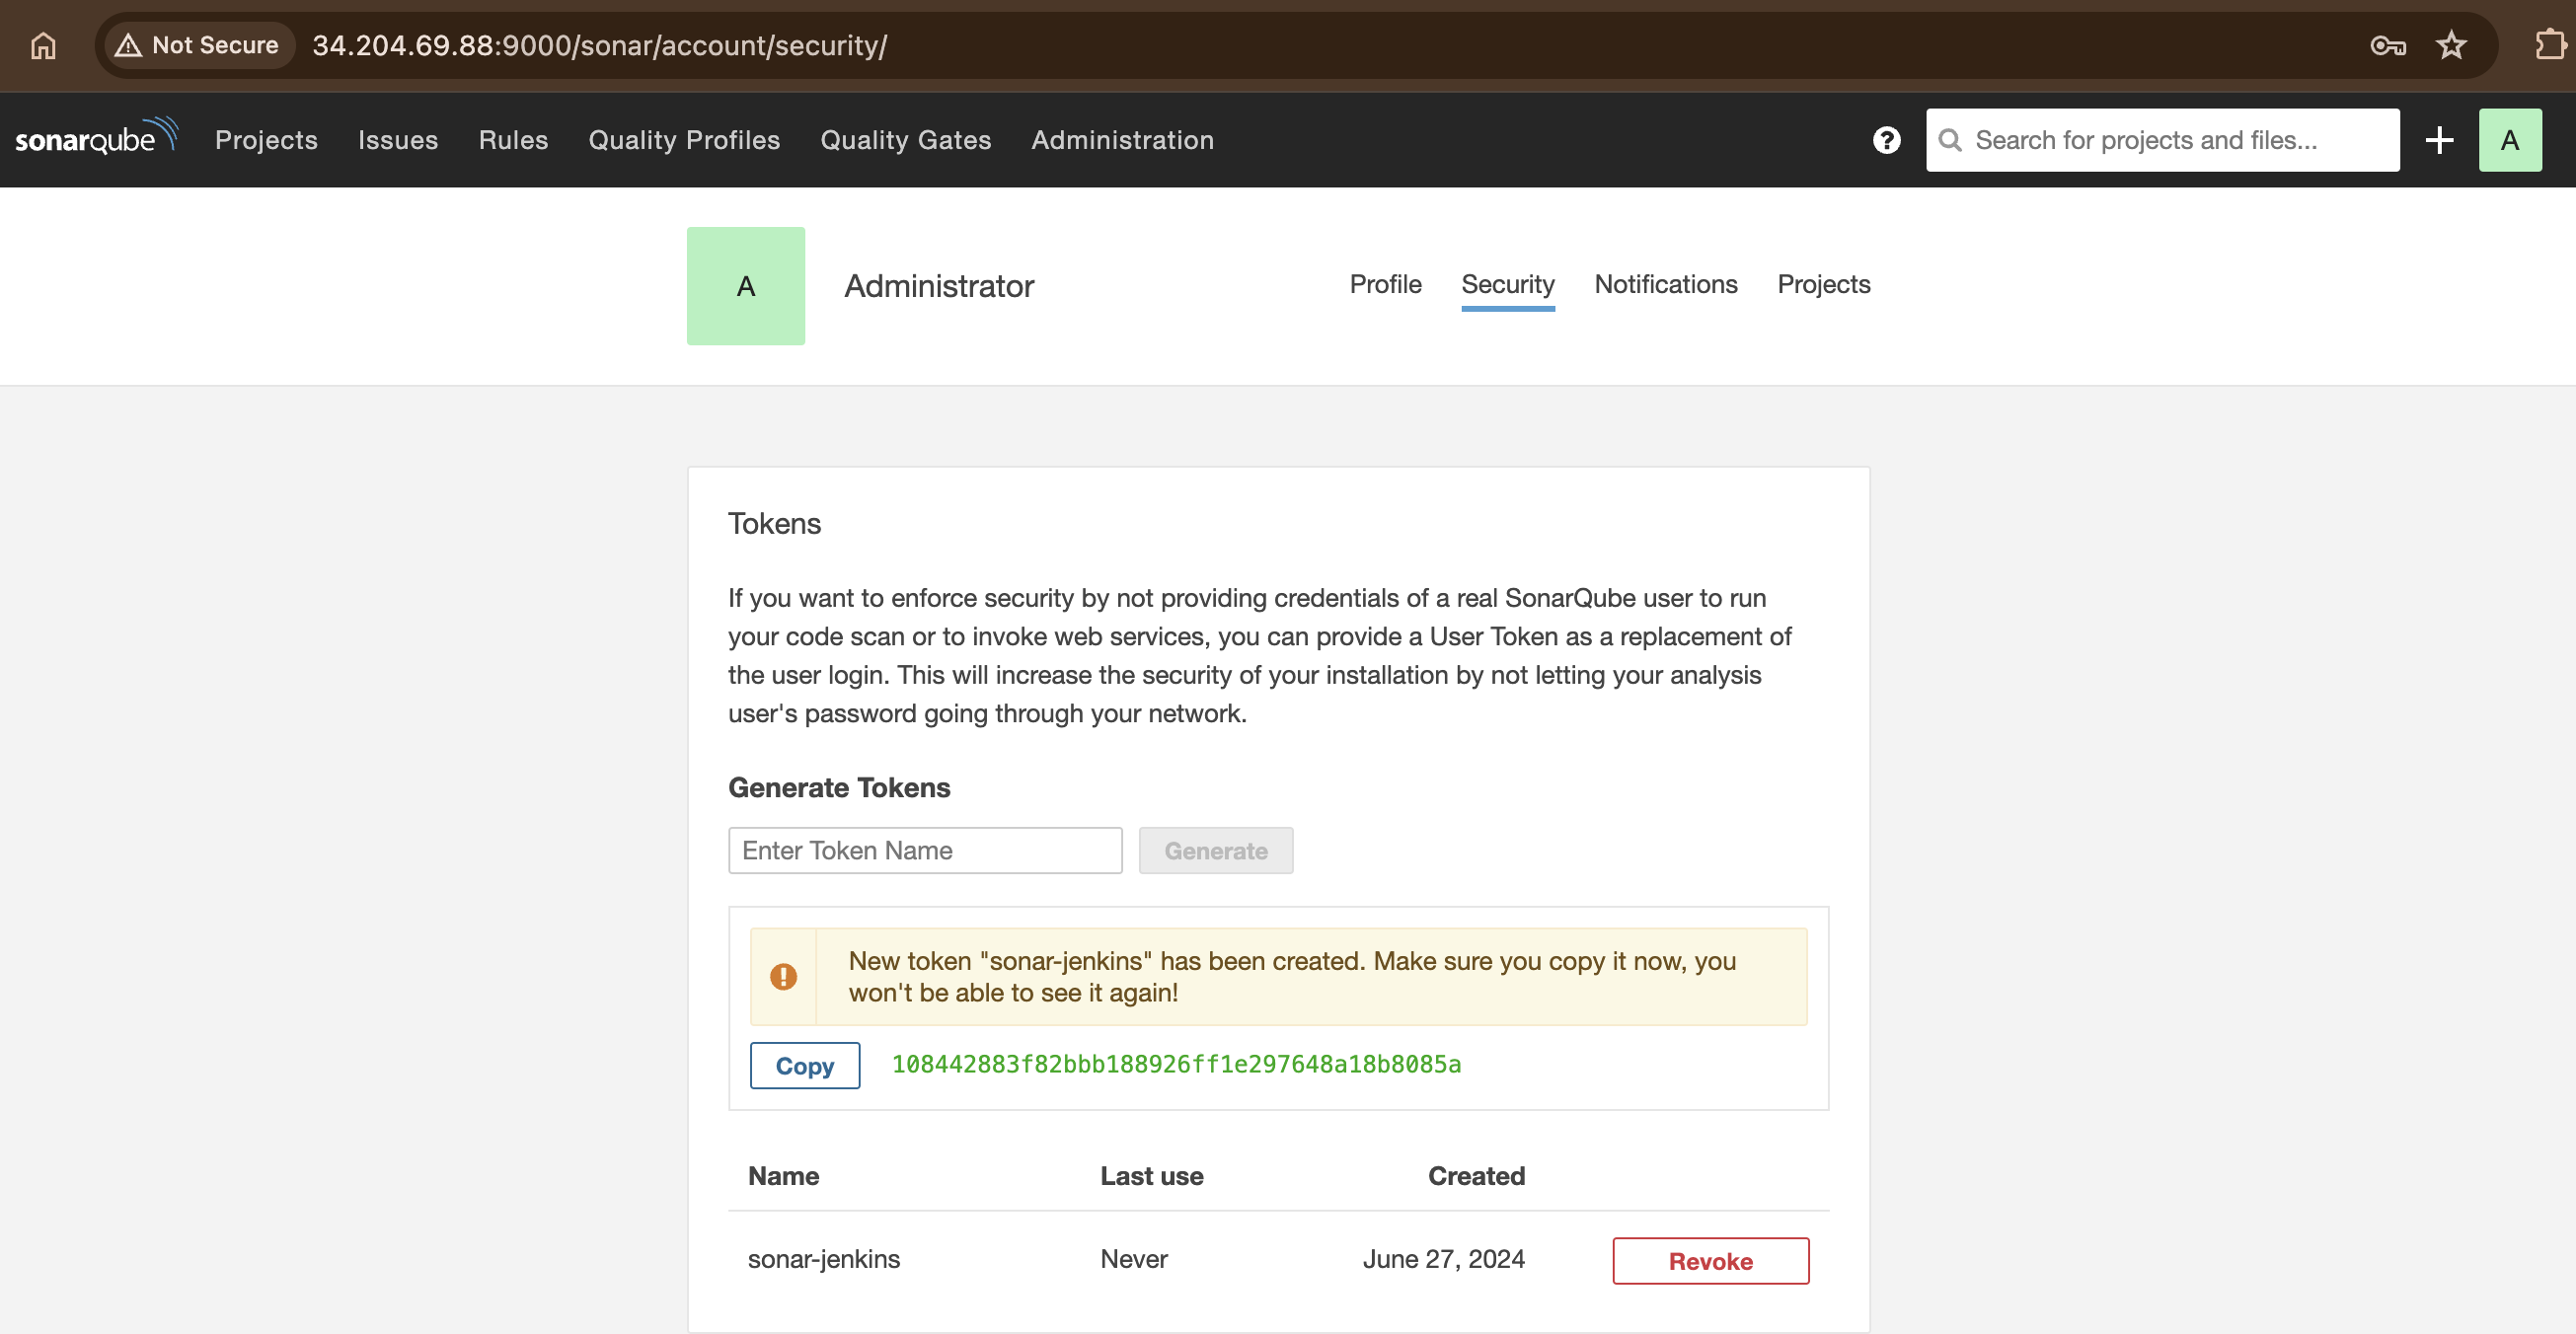 Not Secure 34.204.69.88:9000/sonar/account/security/
sonarqube Projects Issues Rules Quality Profiles Quality Gates Administration ? Search for projects and files... + A
A Administrator Profile Security Notifications Projects
Tokens
If you want to enforce security by not providing credentials of a real SonarQube user to run
your code scan or to invoke web services, you can provide a User Token as a replacement of
the user login. This will increase the security of your installation by not letting your analysis
user's password going through your network.
Generate Tokens
Enter Token Name Generate
New token "sonar-jenkins" has been created. Make sure you copy it now, you
won't be able to see it again!
Copy 108442883f82bbb188926ff1e297648a18b8085a
Name Last use Created
sonar-jenkins Never June 27, 2024 Revoke